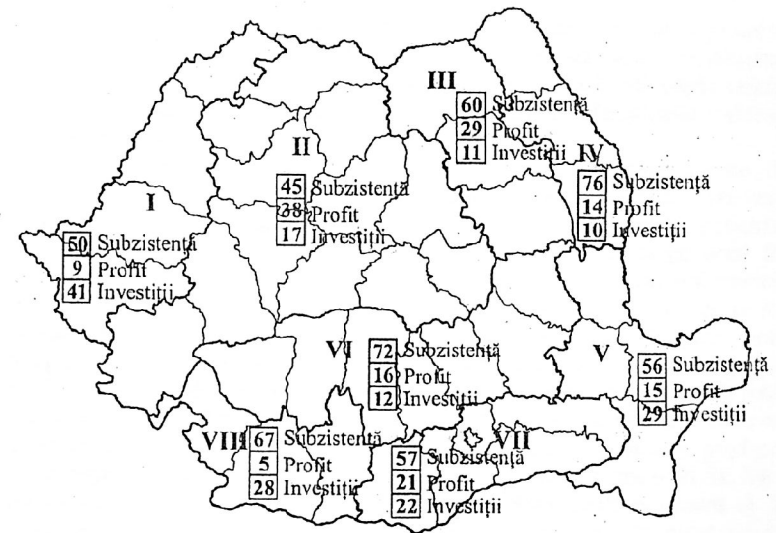 III
60 Subzistență
29 Profit
11 Investiții
IV
76 Subzistență
14 Profit
10 Investiții
II
45 Subzistență
38 Profit
17 Investiții
I
50 Subzistență
9 Profit
41 Investiții
VI
72 Subzistență
16 Profit
12 Investiții
V
56 Subzistență
15 Profit
29 Investiții
VIII
67 Subzistență
5 Profit
28 Investiții
VII
57 Subzistență
21 Profit
22 Investiții